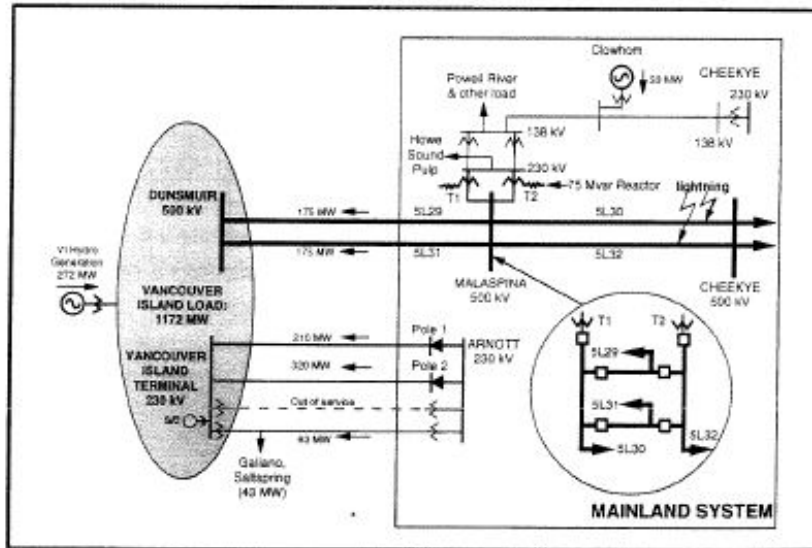 Clowhom
50 MW
CHEEKYE
230 kV
138 kV
Powell River
& other load
138 kV
Howe
Sound
Pulp
230 kV
T1
T2
75 Mvar Reactor
lightning
DUNSMUIR
500 kV
175 MW
5L29
5L30
175 MW
5L31
5L32
MALASPINA
500 kV
CHEEKYE
500 kV
VI Hydro
Generation
272 MW
VANCOUVER
ISLAND LOAD:
1172 MW
VANCOUVER
ISLAND
TERMINAL
230 kV
S/C
210 MW
Pole 1
ARNOTT
230 kV
320 MW
Pole 2
Out of service
63 MW
Galiano,
Saltspring
(43 MW)
T1
T2
5L29
5L31
5L30
5L32
MAINLAND SYSTEM